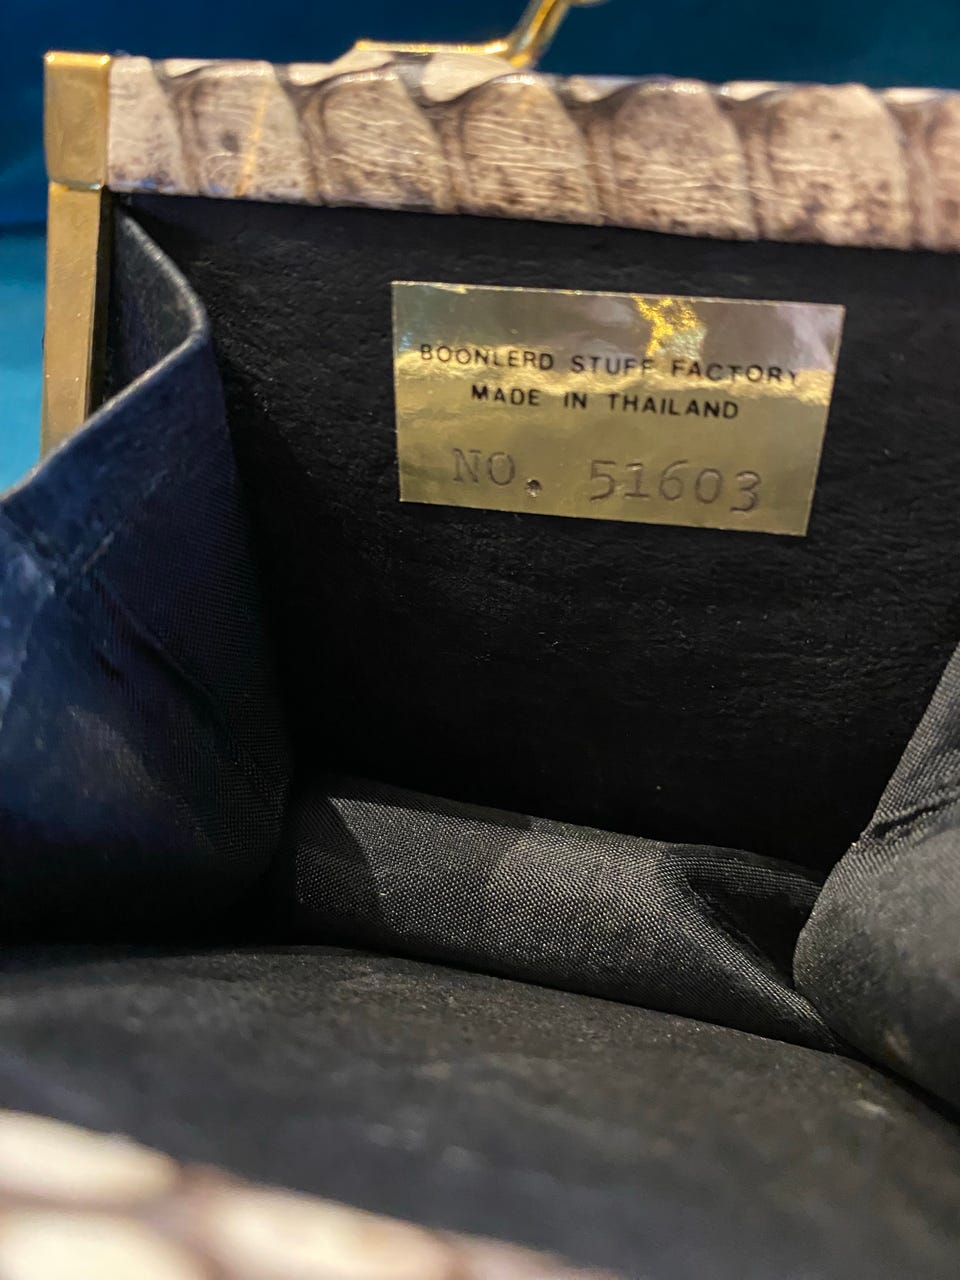 BOONLERD STUFF FACTORY
MADE IN THAILAND
NO. 51603